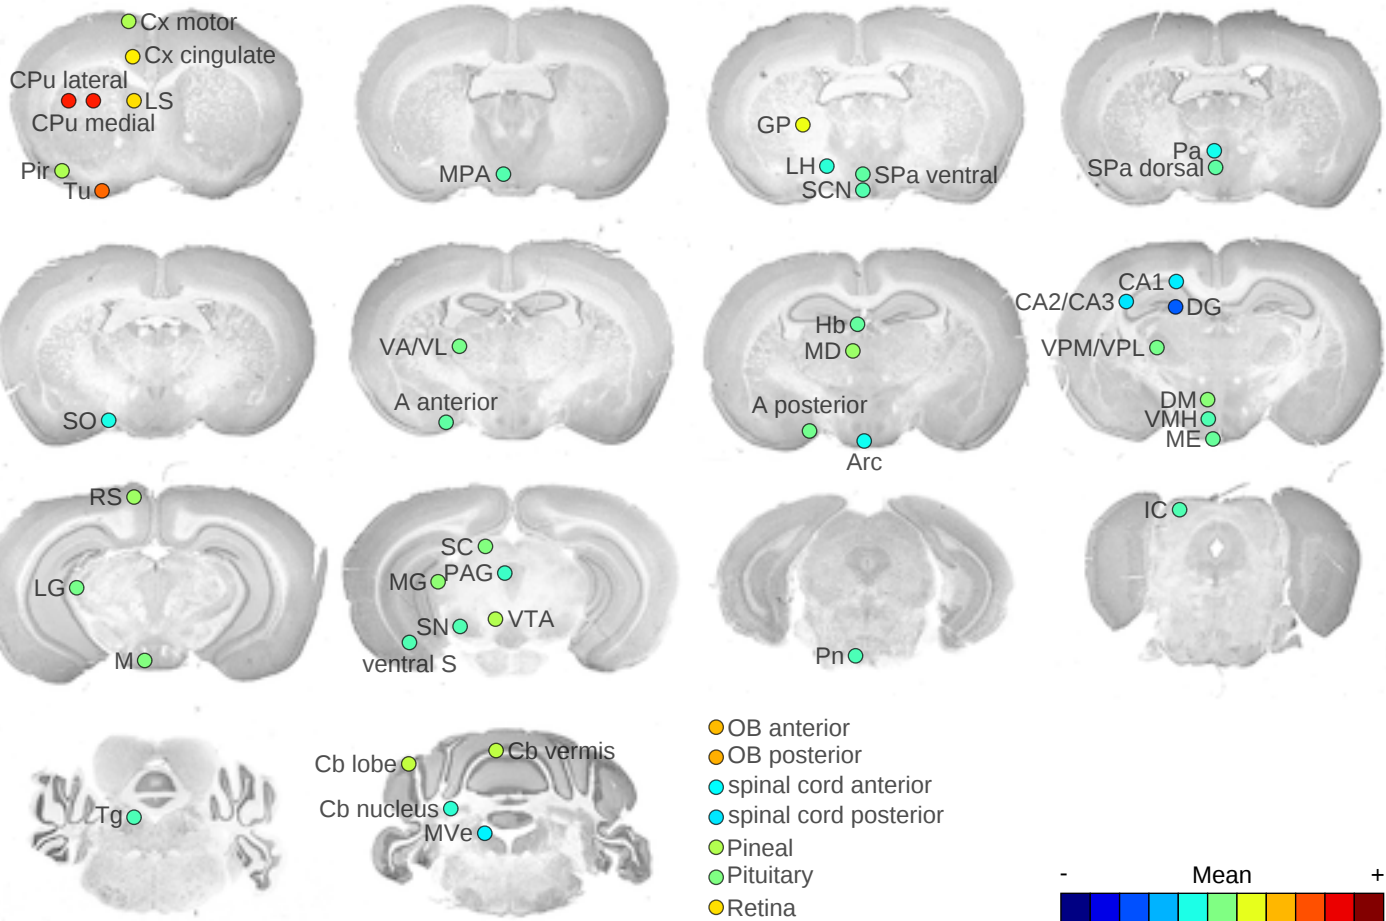 Cx motor
Cx cingulate
CPu lateral
LS
CPu medial
Pir
Tu
MPA
GP
LH
SPa ventral
SCN
Pa
SPa dorsal
SO
VA/VL
A anterior
Hb
MD
A posterior
Arc
CA1
CA2/CA3
DG
VPM/VPL
DM
VMH
ME
RS
LG
M
SC
PAG
MG
VTA
SN
ventral S
Pn
IC
Tg
Cb lobe
Cb vermis
Cb nucleus
MVe
OB anterior
OB posterior
spinal cord anterior
spinal cord posterior
Pineal
Pituitary
Retina
- Mean +